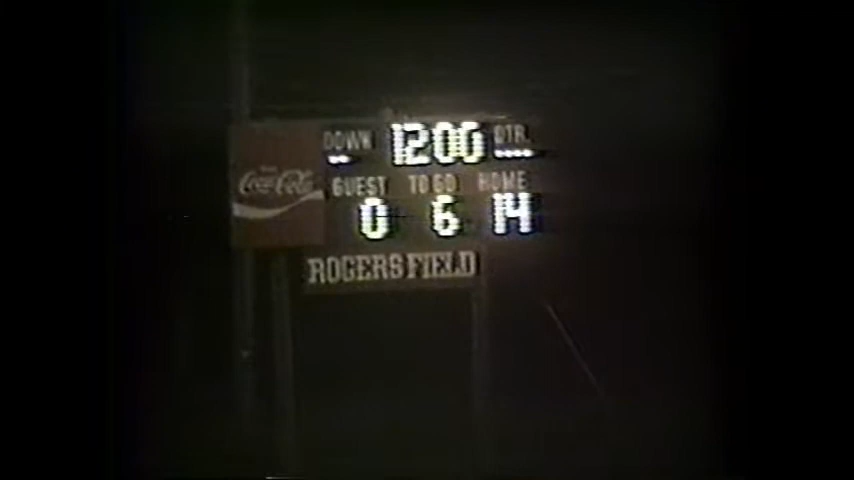 DOWN 1200 QTR.
Coca-Cola
GUEST TO GO HOME
0 6 14
ROGERS FIELD